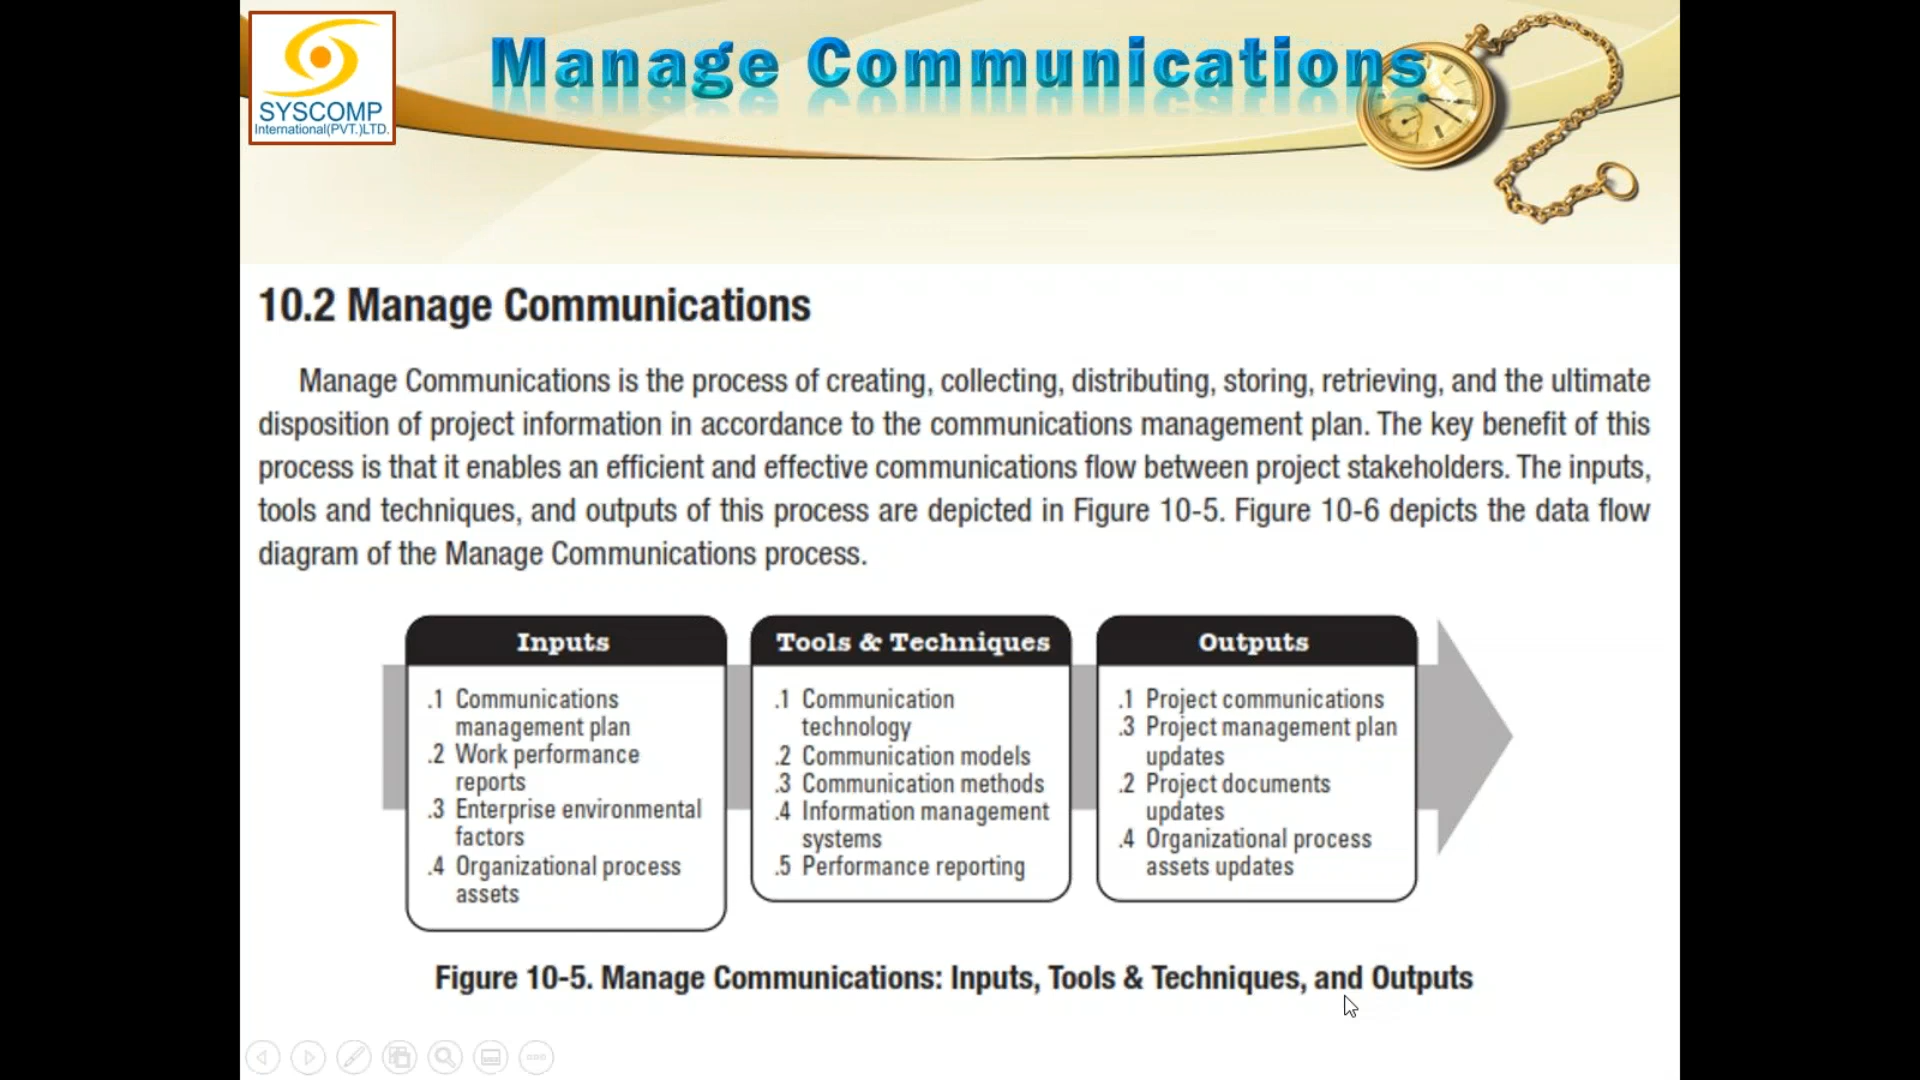 SYSCOMP
International(PVT.)LTD.
Manage Communications
10.2 Manage Communications
Manage Communications is the process of creating, collecting, distributing, storing, retrieving, and the ultimate
disposition of project information in accordance to the communications management plan. The key benefit of this
process is that it enables an efficient and effective communications flow between project stakeholders. The inputs,
tools and techniques, and outputs of this process are depicted in Figure 10-5. Figure 10-6 depicts the data flow
diagram of the Manage Communications process.
Inputs
.1 Communications
management plan
.2 Work performance
reports
.3 Enterprise environmental
factors
.4 Organizational process
assets
Tools & Techniques
.1 Communication
technology
.2 Communication models
.3 Communication methods
.4 Information management
systems
.5 Performance reporting
Outputs
.1 Project communications
.3 Project management plan
updates
.2 Project documents
updates
.4 Organizational process
assets updates
Figure 10-5. Manage Communications: Inputs, Tools & Techniques, and Outputs